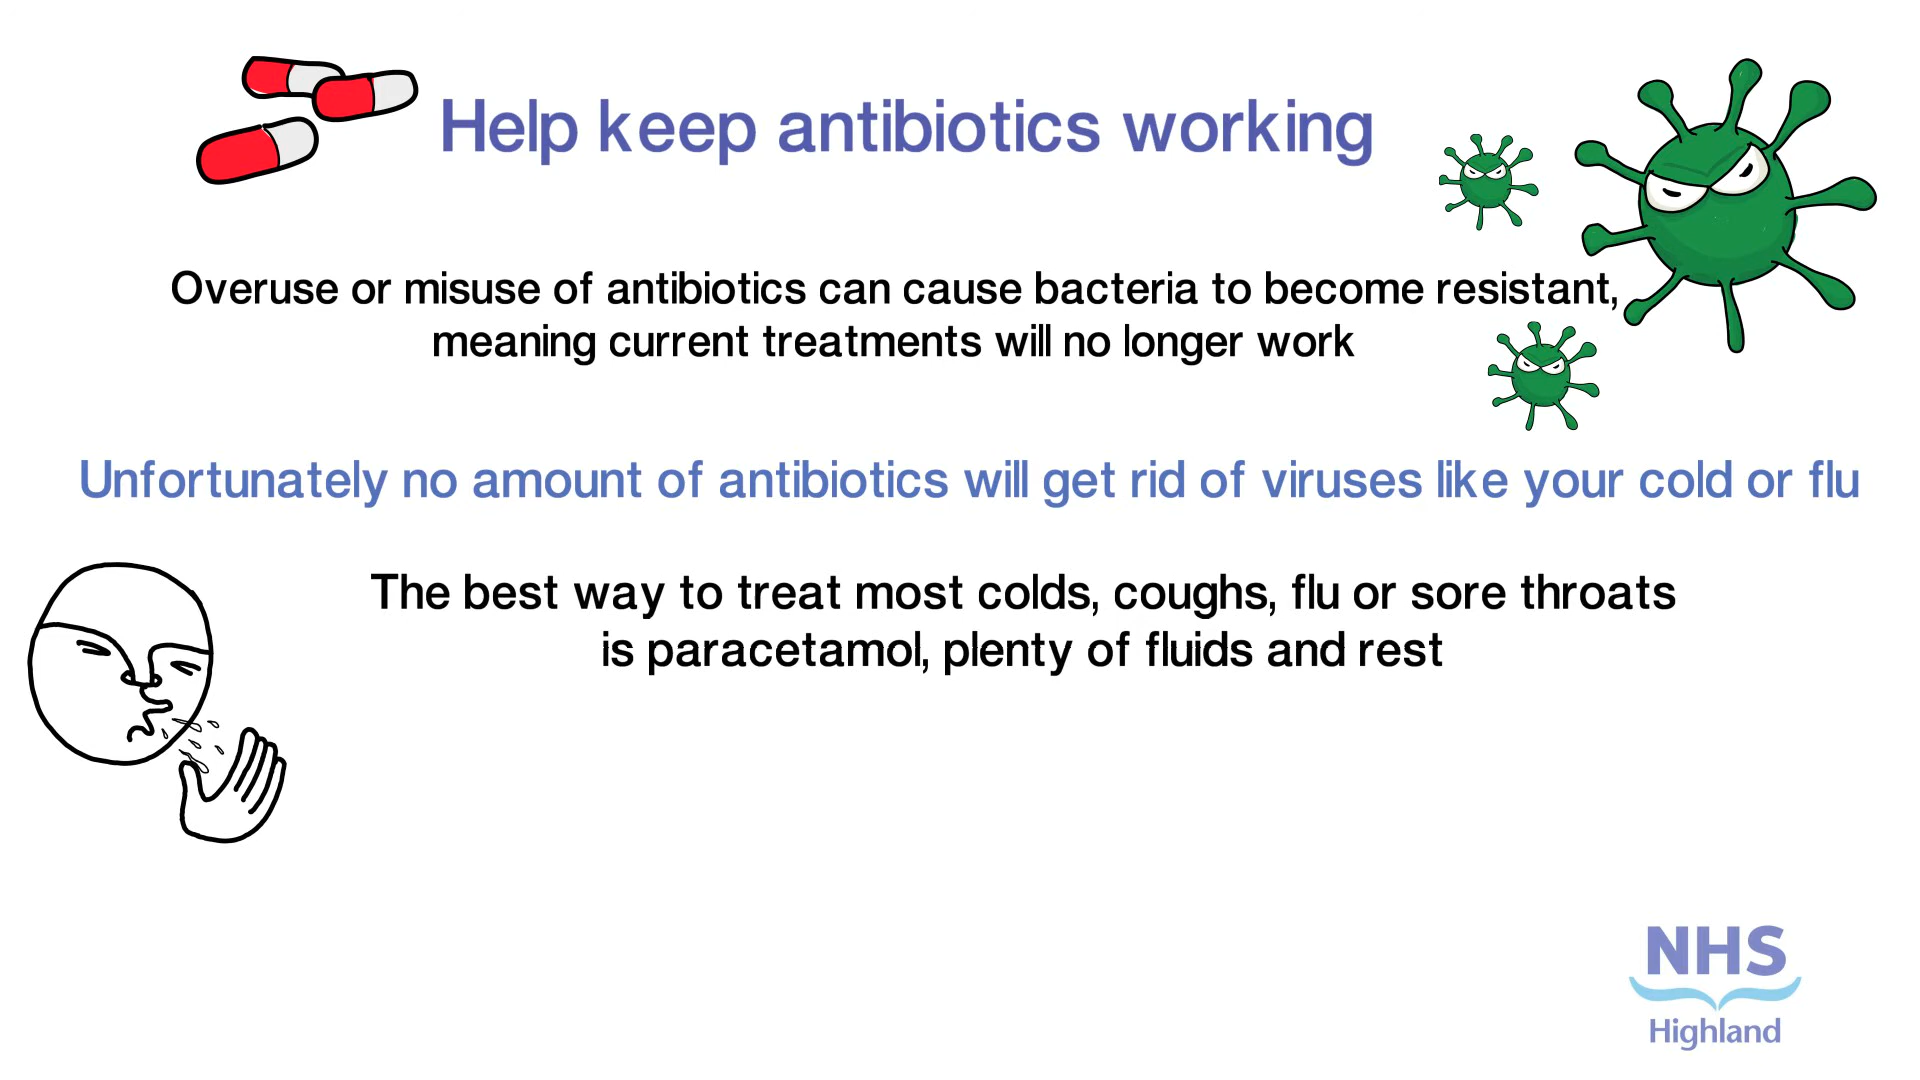 Help keep antibiotics working
Overuse or misuse of antibiotics can cause bacteria to become resistant,
meaning current treatments will no longer work
Unfortunately no amount of antibiotics will get rid of viruses like your cold or flu
The best way to treat most colds, coughs, flu or sore throats
is paracetamol, plenty of fluids and rest
NHS
Highland